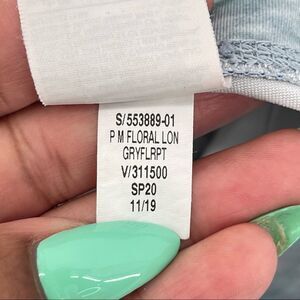 S/553889-01
P M FLORAL LON
GRYFLRPT
V/311500
SP20
11/19